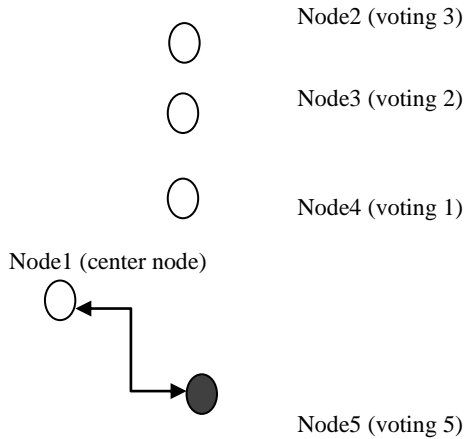 Node2 (voting 3)
Node3 (voting 2)
Node4 (voting 1)
Node1 (center node)
Node5 (voting 5)